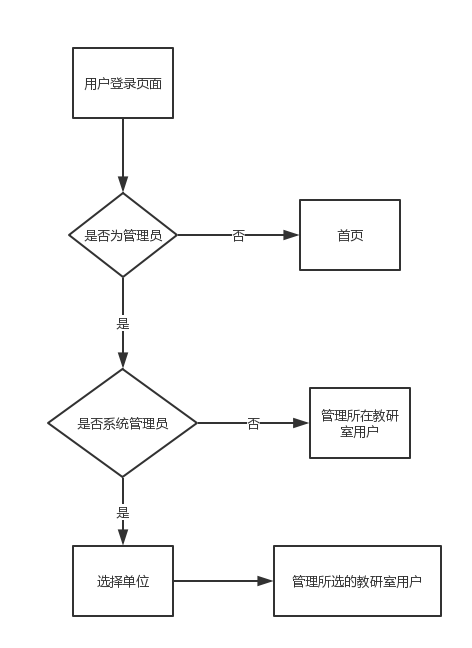 用户登录页面
是否为管理员
否
首页
是
是否系统管理员
否
管理所在教研
室用户
是
选择单位
管理所选的教研室用户